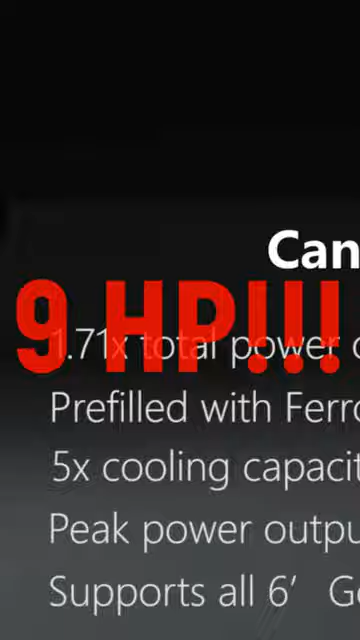 Can
9 HP!!!
1.71x total power
Prefilled with Ferro
5x cooling capacit
Peak power outpu
Supports all 6' G